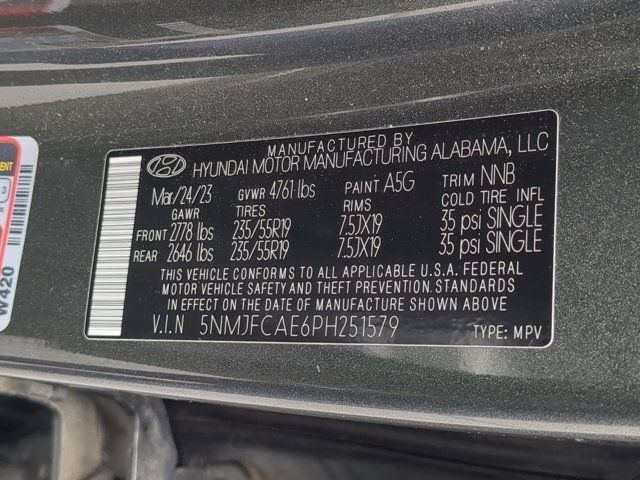 MANUFACTURED BY
HYUNDAI MOTOR MANUFACTURING ALABAMA, LLC
Mar/24/23 GVWR 4761 lbs PAINT A5G TRIM NNB
GAWR TIRES RIMS COLD TIRE INFL
FRONT 2778 lbs 235/55R19 7.5JX19 35 psi SINGLE
REAR 2646 lbs 235/55R19 7.5JX19 35 psi SINGLE
THIS VEHICLE CONFORMS TO ALL APPLICABLE U.S.A. FEDERAL
MOTOR VEHICLE SAFETY AND THEFT PREVENTION STANDARDS
IN EFFECT ON THE DATE OF MANUFACTURE SHOWN ABOVE
V.I.N 5NMJFCAE6PH251579 TYPE: MPV
W420